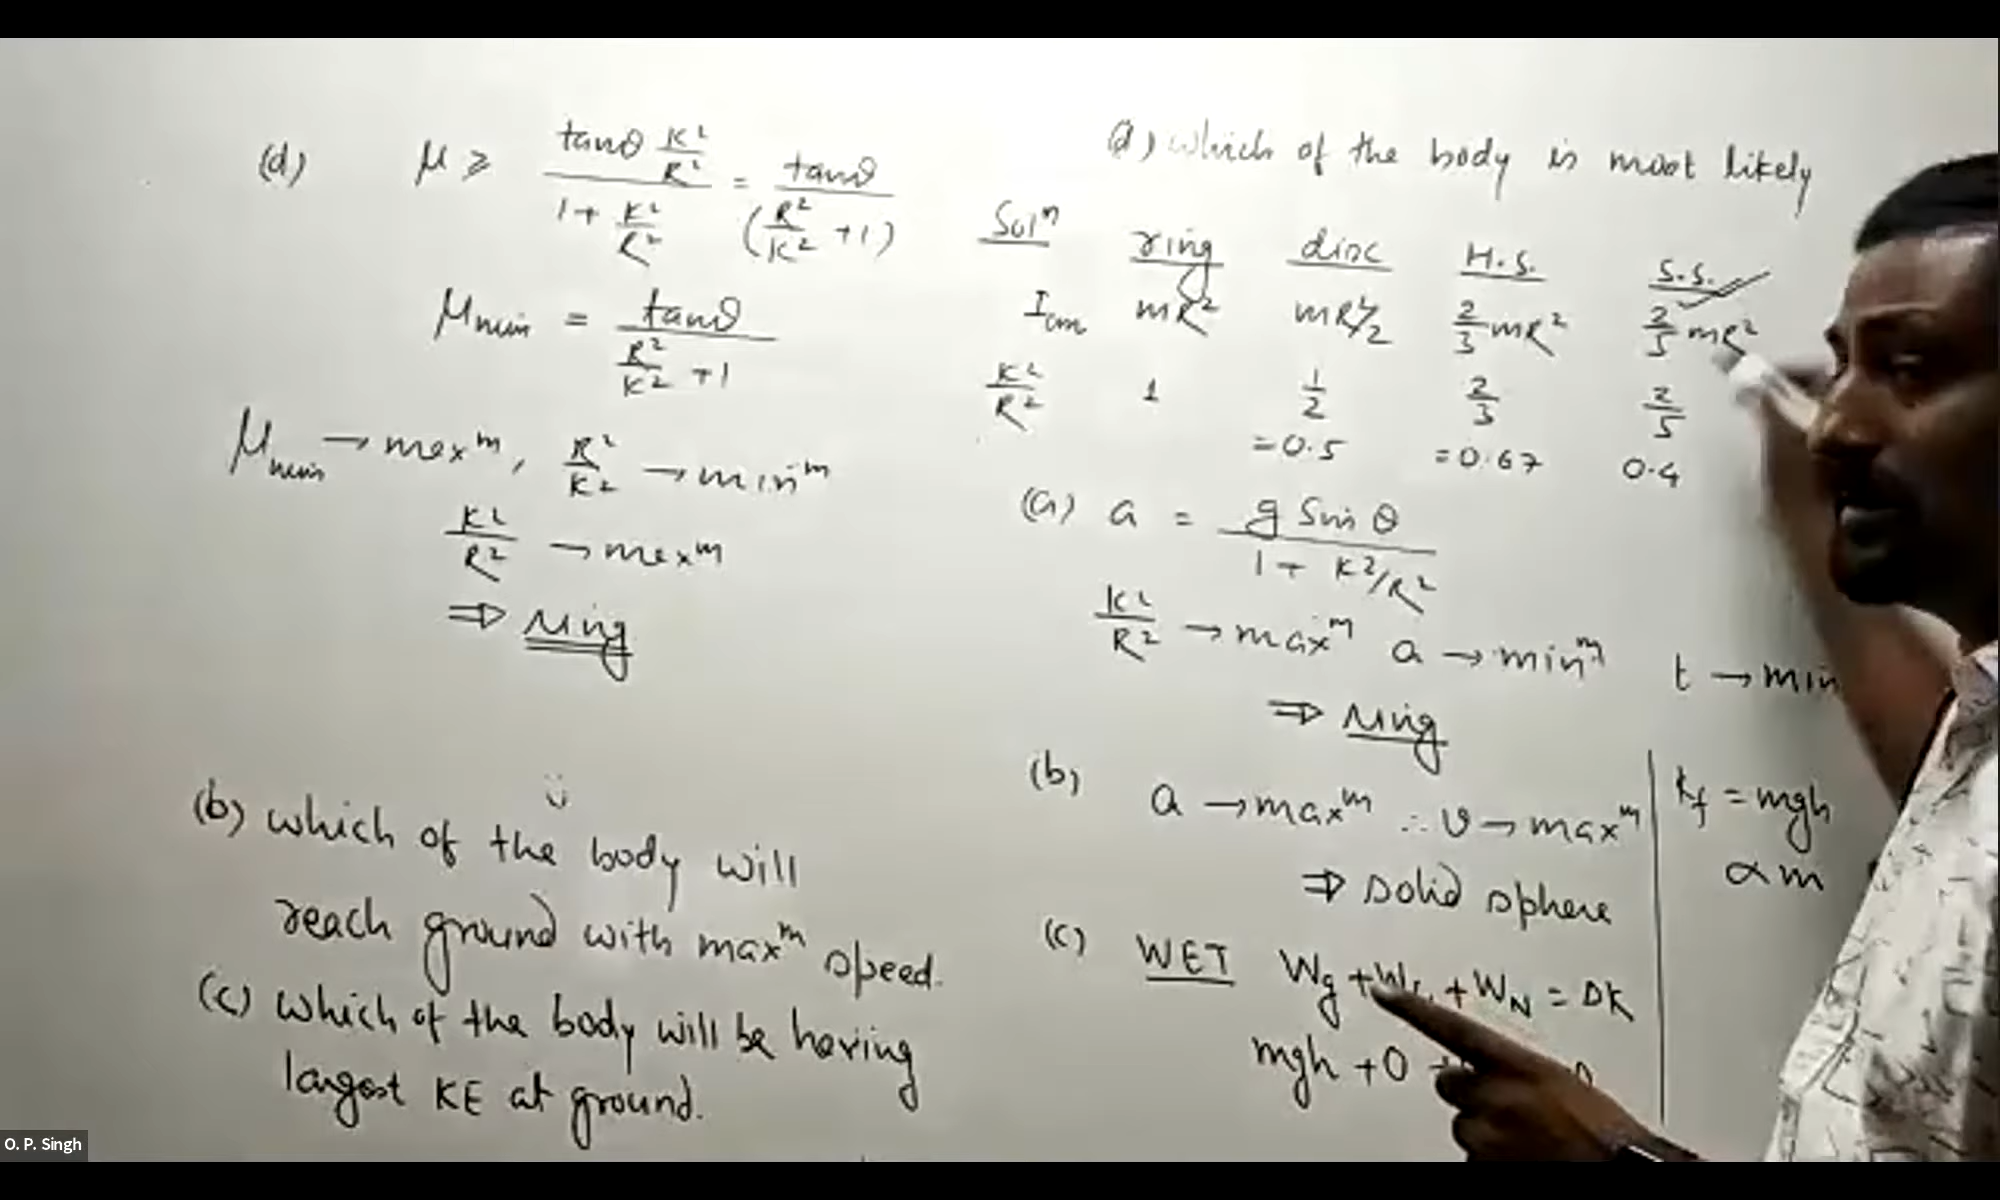 (d) μ ≥ tanθ K²/R² / 1 + K²/R² = tanθ / (R²/K² + 1)
μmin = tanθ / R²/K² + 1
μmin → mexᵐ, R²/K² → minᵐ
K²/R² → mexᵐ
⇒ ring
(b) which of the body will
reach ground with maxᵐ speed.
(c) which of the body will be having
largest KE at ground.
d) which of the body is most likely
Solⁿ ring disc H.S. S.S. ✓
Icm mR² mR²/2 2/3 mR² 2/5 mR²
K²/R² 1 1/2 2/3 2/5
=0.5 =0.67 0.4
(a) a = g Sin θ / 1 + K²/R²
K²/R² → maxᵐ a → minᵐ t → min
⇒ ring
(b) a → maxᵐ ∴ v → maxᵐ
⇒ solid sphere
kf = mgh
∝ m
(c) WET Wg + + WN = ΔK
mgh + 0 +
O. P. Singh